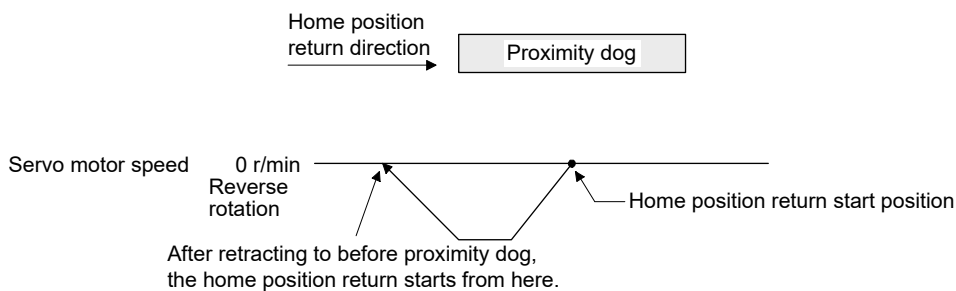 Home position
return direction
Proximity dog
Servo motor speed 0 r/min
Reverse
rotation
Home position return start position
After retracting to before proximity dog,
the home position return starts from here.